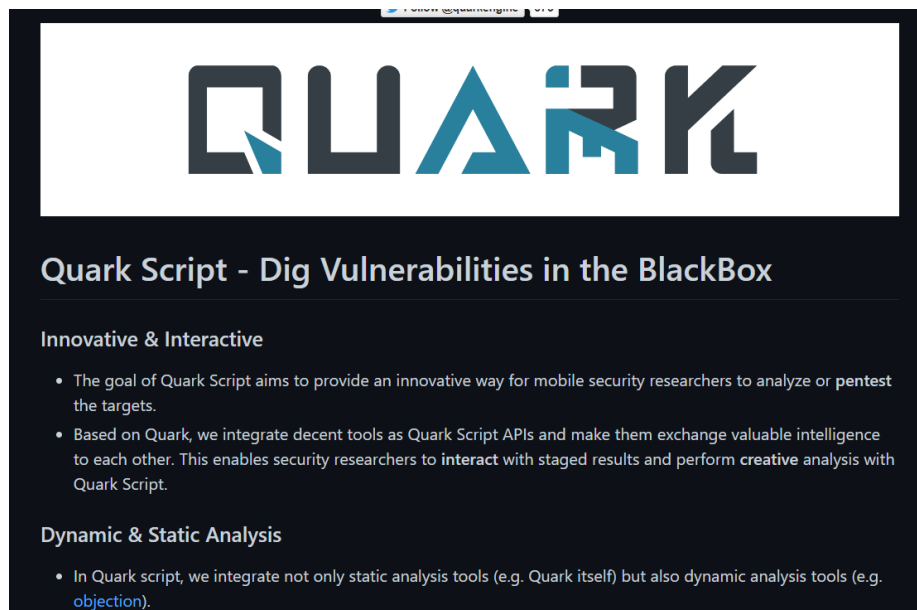 QUARK
Quark Script - Dig Vulnerabilities in the BlackBox
Innovative & Interactive
• The goal of Quark Script aims to provide an innovative way for mobile security researchers to analyze or pentest
the targets.
• Based on Quark, we integrate decent tools as Quark Script APIs and make them exchange valuable intelligence
to each other. This enables security researchers to interact with staged results and perform creative analysis with
Quark Script.
Dynamic & Static Analysis
• In Quark script, we integrate not only static analysis tools (e.g. Quark itself) but also dynamic analysis tools (e.g.
objection).